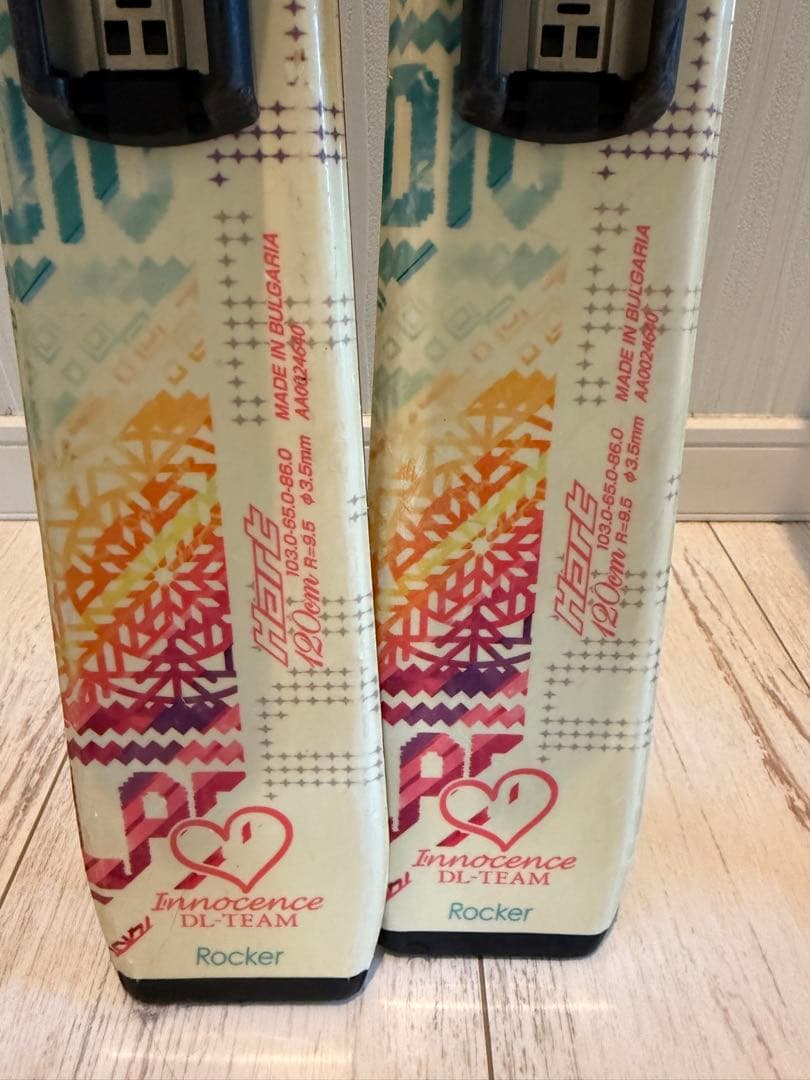 MADE IN BULGARIA
AA0024640
Hart
103.0-65.0-86.0
120cm R=9.5 φ3.5mm
Innocence
DL-TEAM
Rocker
MADE IN BULGARIA
AA0024640
Hart
103.0-65.0-86.0
120cm R=9.5 φ3.5mm
Innocence
DL-TEAM
Rocker